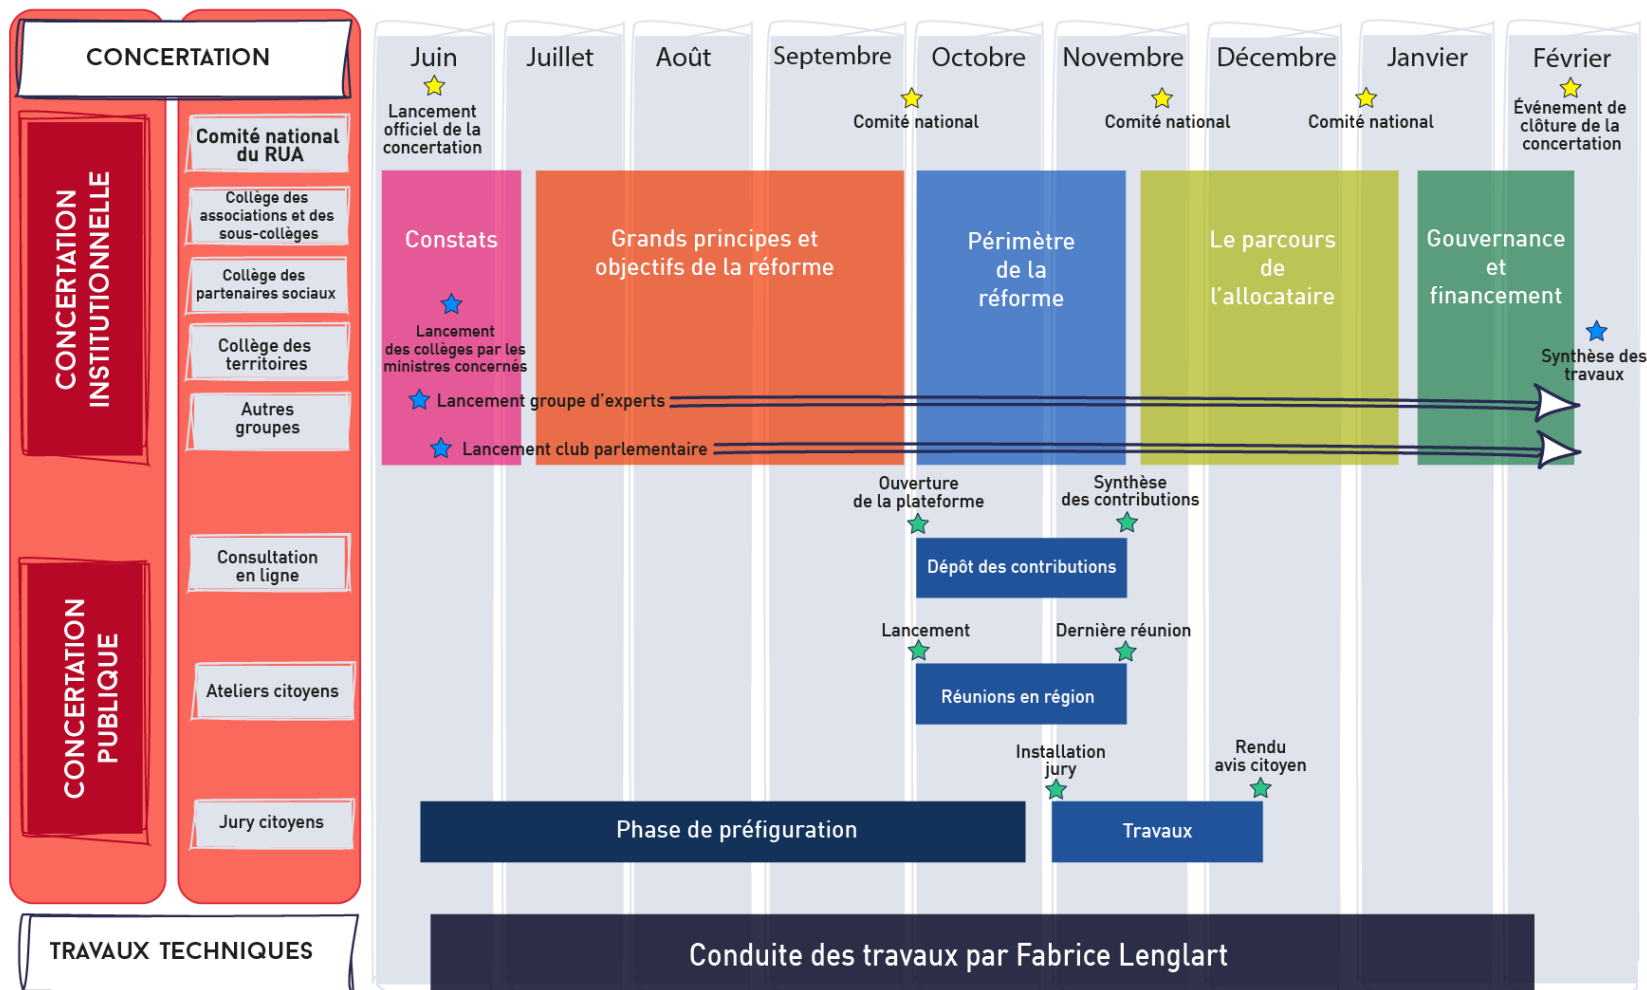 CONCERTATION
Juin
Juillet
Août
Septembre
Octobre
Novembre
Décembre
Janvier
Février
Lancement
officiel de la
concertation
Comité national
Comité national
Comité national
Événement de
clôture de la
concertation
CONCERTATION
INSTITUTIONNELLE
Comité national
du RUA
Collège des
associations et des
sous-collèges
Collège des
partenaires sociaux
Collège des
territoires
Autres
groupes
Constats
Grands principes et
objectifs de la réforme
Périmètre
de la
réforme
Le parcours
de
l'allocataire
Gouvernance
et
financement
Lancement
des collèges par les
ministres concernés
Synthèse des
travaux
Lancement groupe d'experts
Lancement club parlementaire
CONCERTATION
PUBLIQUE
Consultation
en ligne
Ouverture
de la plateforme
Synthèse
des contributions
Dépôt des contributions
Ateliers citoyens
Lancement
Dernière réunion
Réunions en région
Jury citoyens
Installation
jury
Rendu
avis citoyen
Phase de préfiguration
Travaux
TRAVAUX TECHNIQUES
Conduite des travaux par Fabrice Lenglart